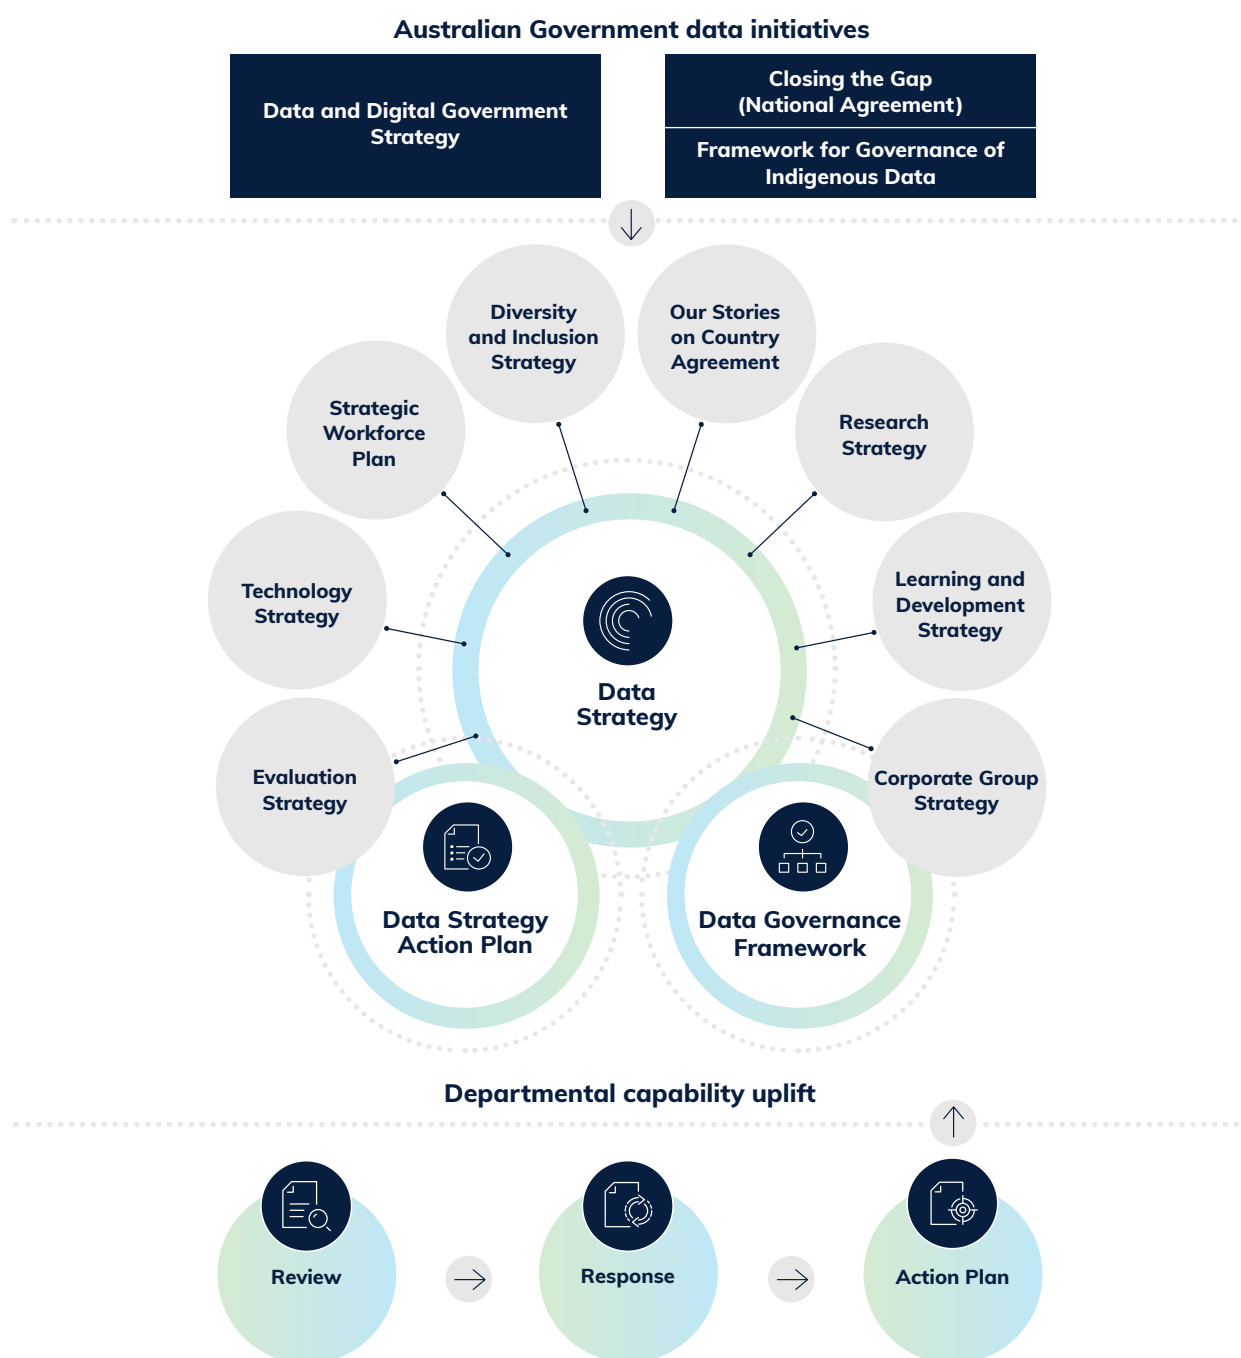 Australian Government data initiatives
Data and Digital Government
Strategy
Closing the Gap
(National Agreement)
Framework for Governance of
Indigenous Data
Diversity
and Inclusion
Strategy
Our Stories
on Country
Agreement
Strategic
Workforce
Plan
Research
Strategy
Technology
Strategy
Learning and
Development
Strategy
Data
Strategy
Evaluation
Strategy
Corporate Group
Strategy
Data Strategy
Action Plan
Data Governance
Framework
Departmental capability uplift
Review
Response
Action Plan